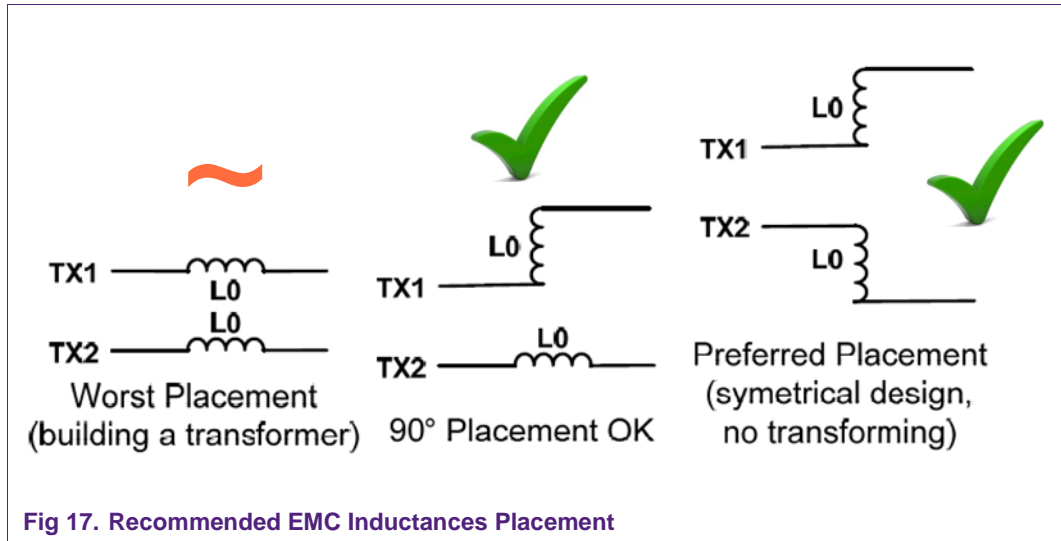 TX1
L0
L0
TX2
Worst Placement
(building a transformer)
L0
TX1
L0
TX2
90° Placement OK
L0
TX1
TX2
L0
Preferred Placement
(symetrical design,
no transforming)
Fig 17. Recommended EMC Inductances Placement